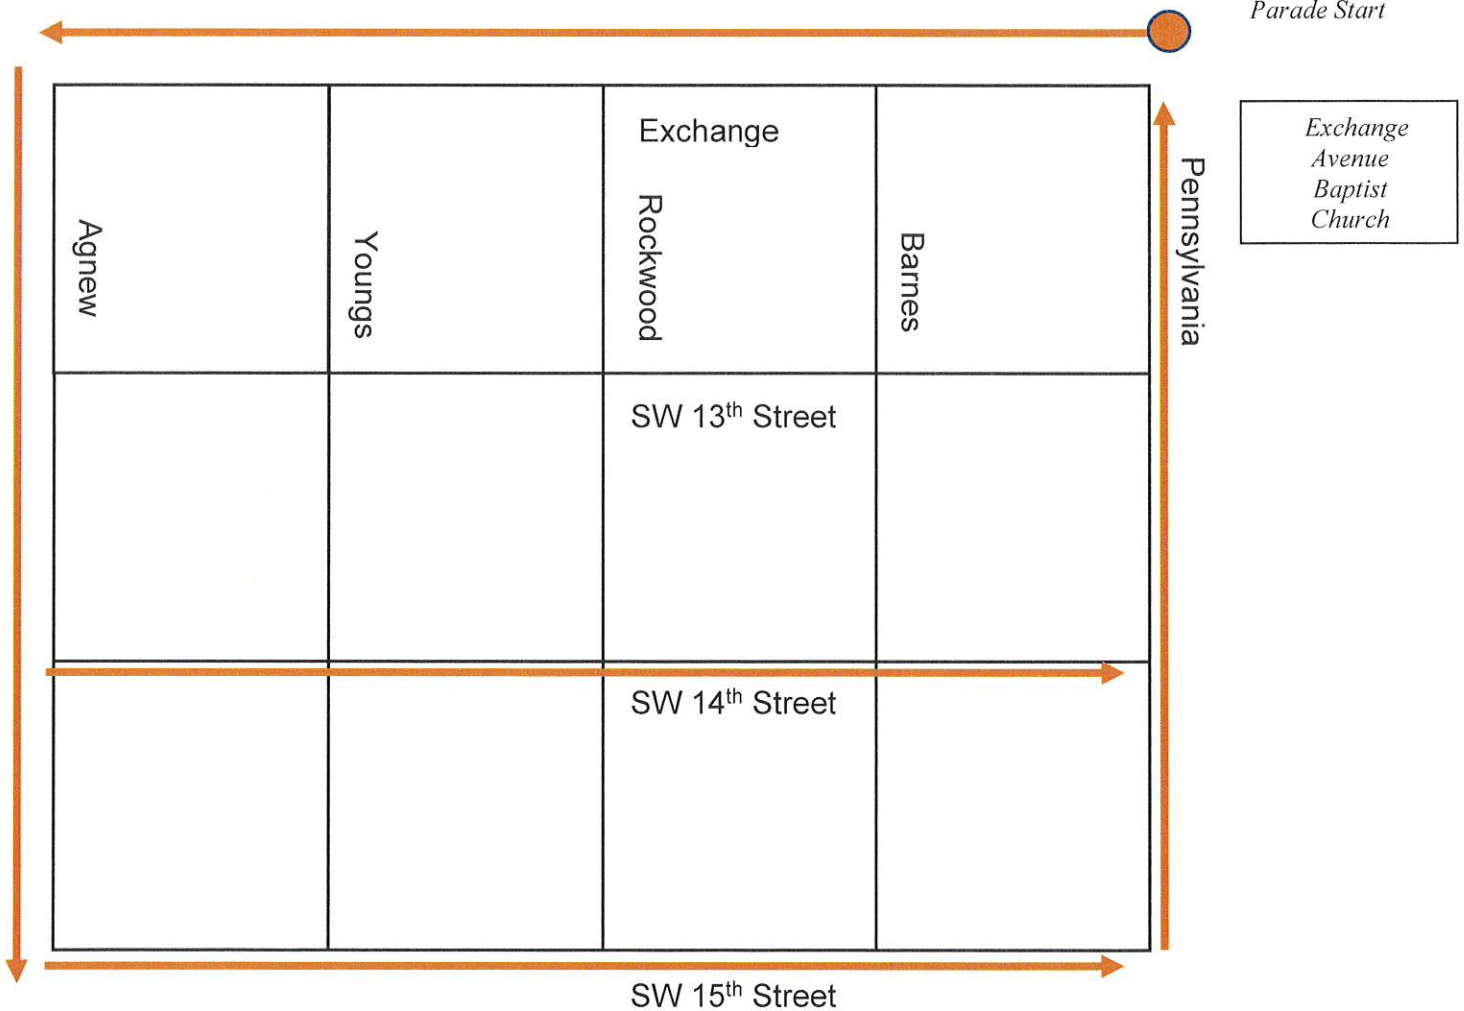 Parade Start
Exchange
Avenue
Baptist
Church
Exchange
Agnew
Youngs
Rockwood
Barnes
Pennsylvania
SW 13th Street
SW 14th Street
SW 15th Street